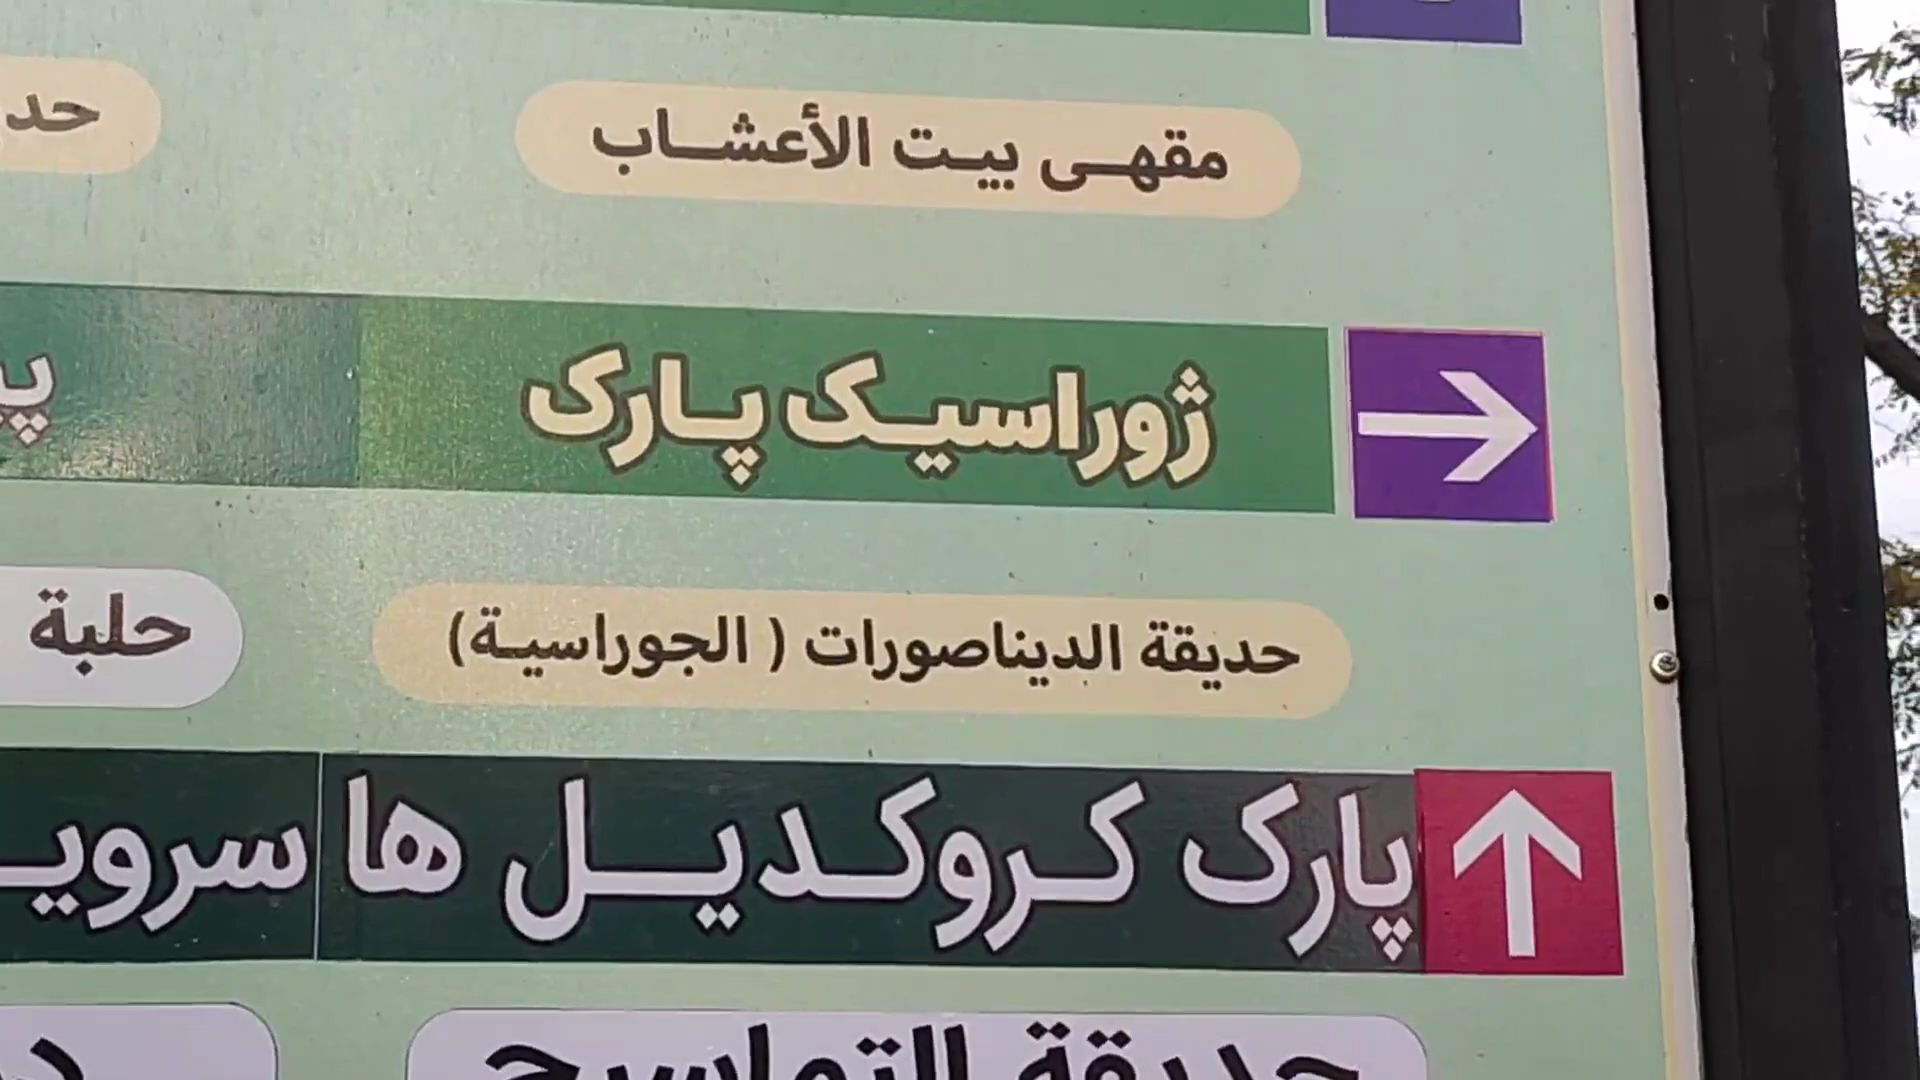 مقهى بيت الأعشاب
ژوراسیک پارک
حديقة الديناصورات ( الجوراسية)
حلبة
پارک کروکدیل ها
حديقة التماسيح